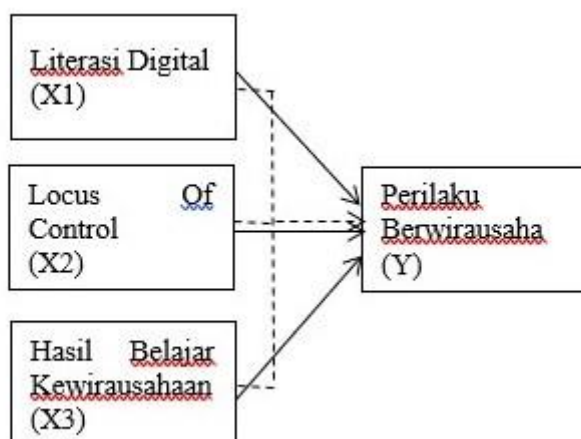 Literasi Digital
(X1)
Locus Of
Control
(X2)
Hasil Belajar
Kewirausahaan
(X3)
Perilaku
Berwirausaha
(Y)